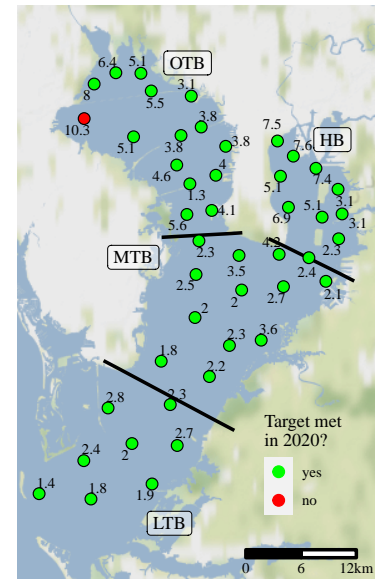 6.4 5.1 OTB
8 5.5 3.1
10.3 5.1 3.8 3.8 3.8 7.5 HB
7.6
4.6 4 5.1 7.4
1.3
5.6 4.1 6.9 5.1 3.1
3.1
MTB 2.3 4.2 2.3
3.5 2.4
2.5 2 2.7 2.1
2
2.3 3.6
1.8 2.2
2.8 2.3
Target met
in 2020?
2.4 2 2.7
yes
1.4 1.8 1.9
no
LTB
0 6 12km